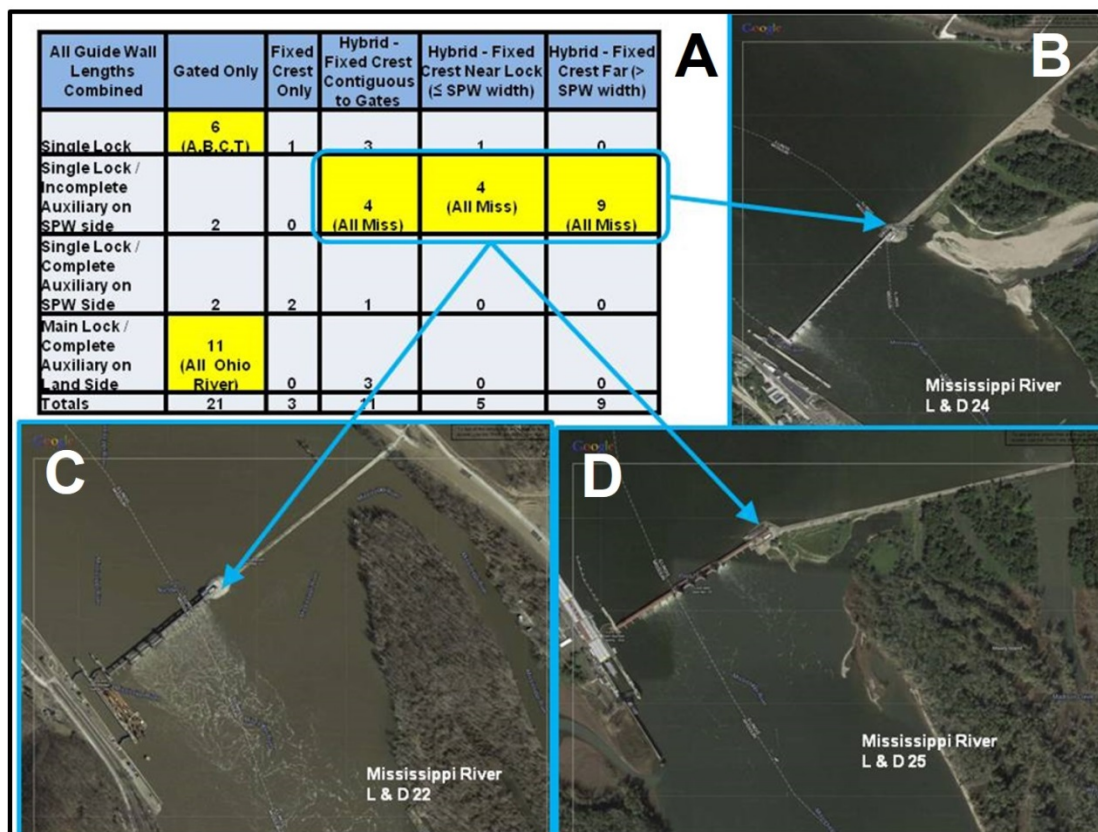 A
All Guide Wall Lengths Combined
Gated Only
Fixed Crest Only
Hybrid - Fixed Crest Contiguous to Gates
Hybrid - Fixed Crest Near Lock (≤ SPW width)
Hybrid - Fixed Crest Far (> SPW width)
Single Lock
6 (A,B,C,T)
1
3
1
0
Single Lock / Incomplete Auxiliary on SPW side
2
0
4 (All Miss)
4 (All Miss)
9 (All Miss)
Single Lock / Complete Auxiliary on SPW Side
2
2
1
0
0
Main Lock / Complete Auxiliary on Land Side
11 (All Ohio River)
0
3
0
0
Totals
21
3
11
5
9
Google
B
Mississippi River
L & D 24
Google
C
Mississippi River
L & D 22
Google
D
Mississippi River
L & D 25